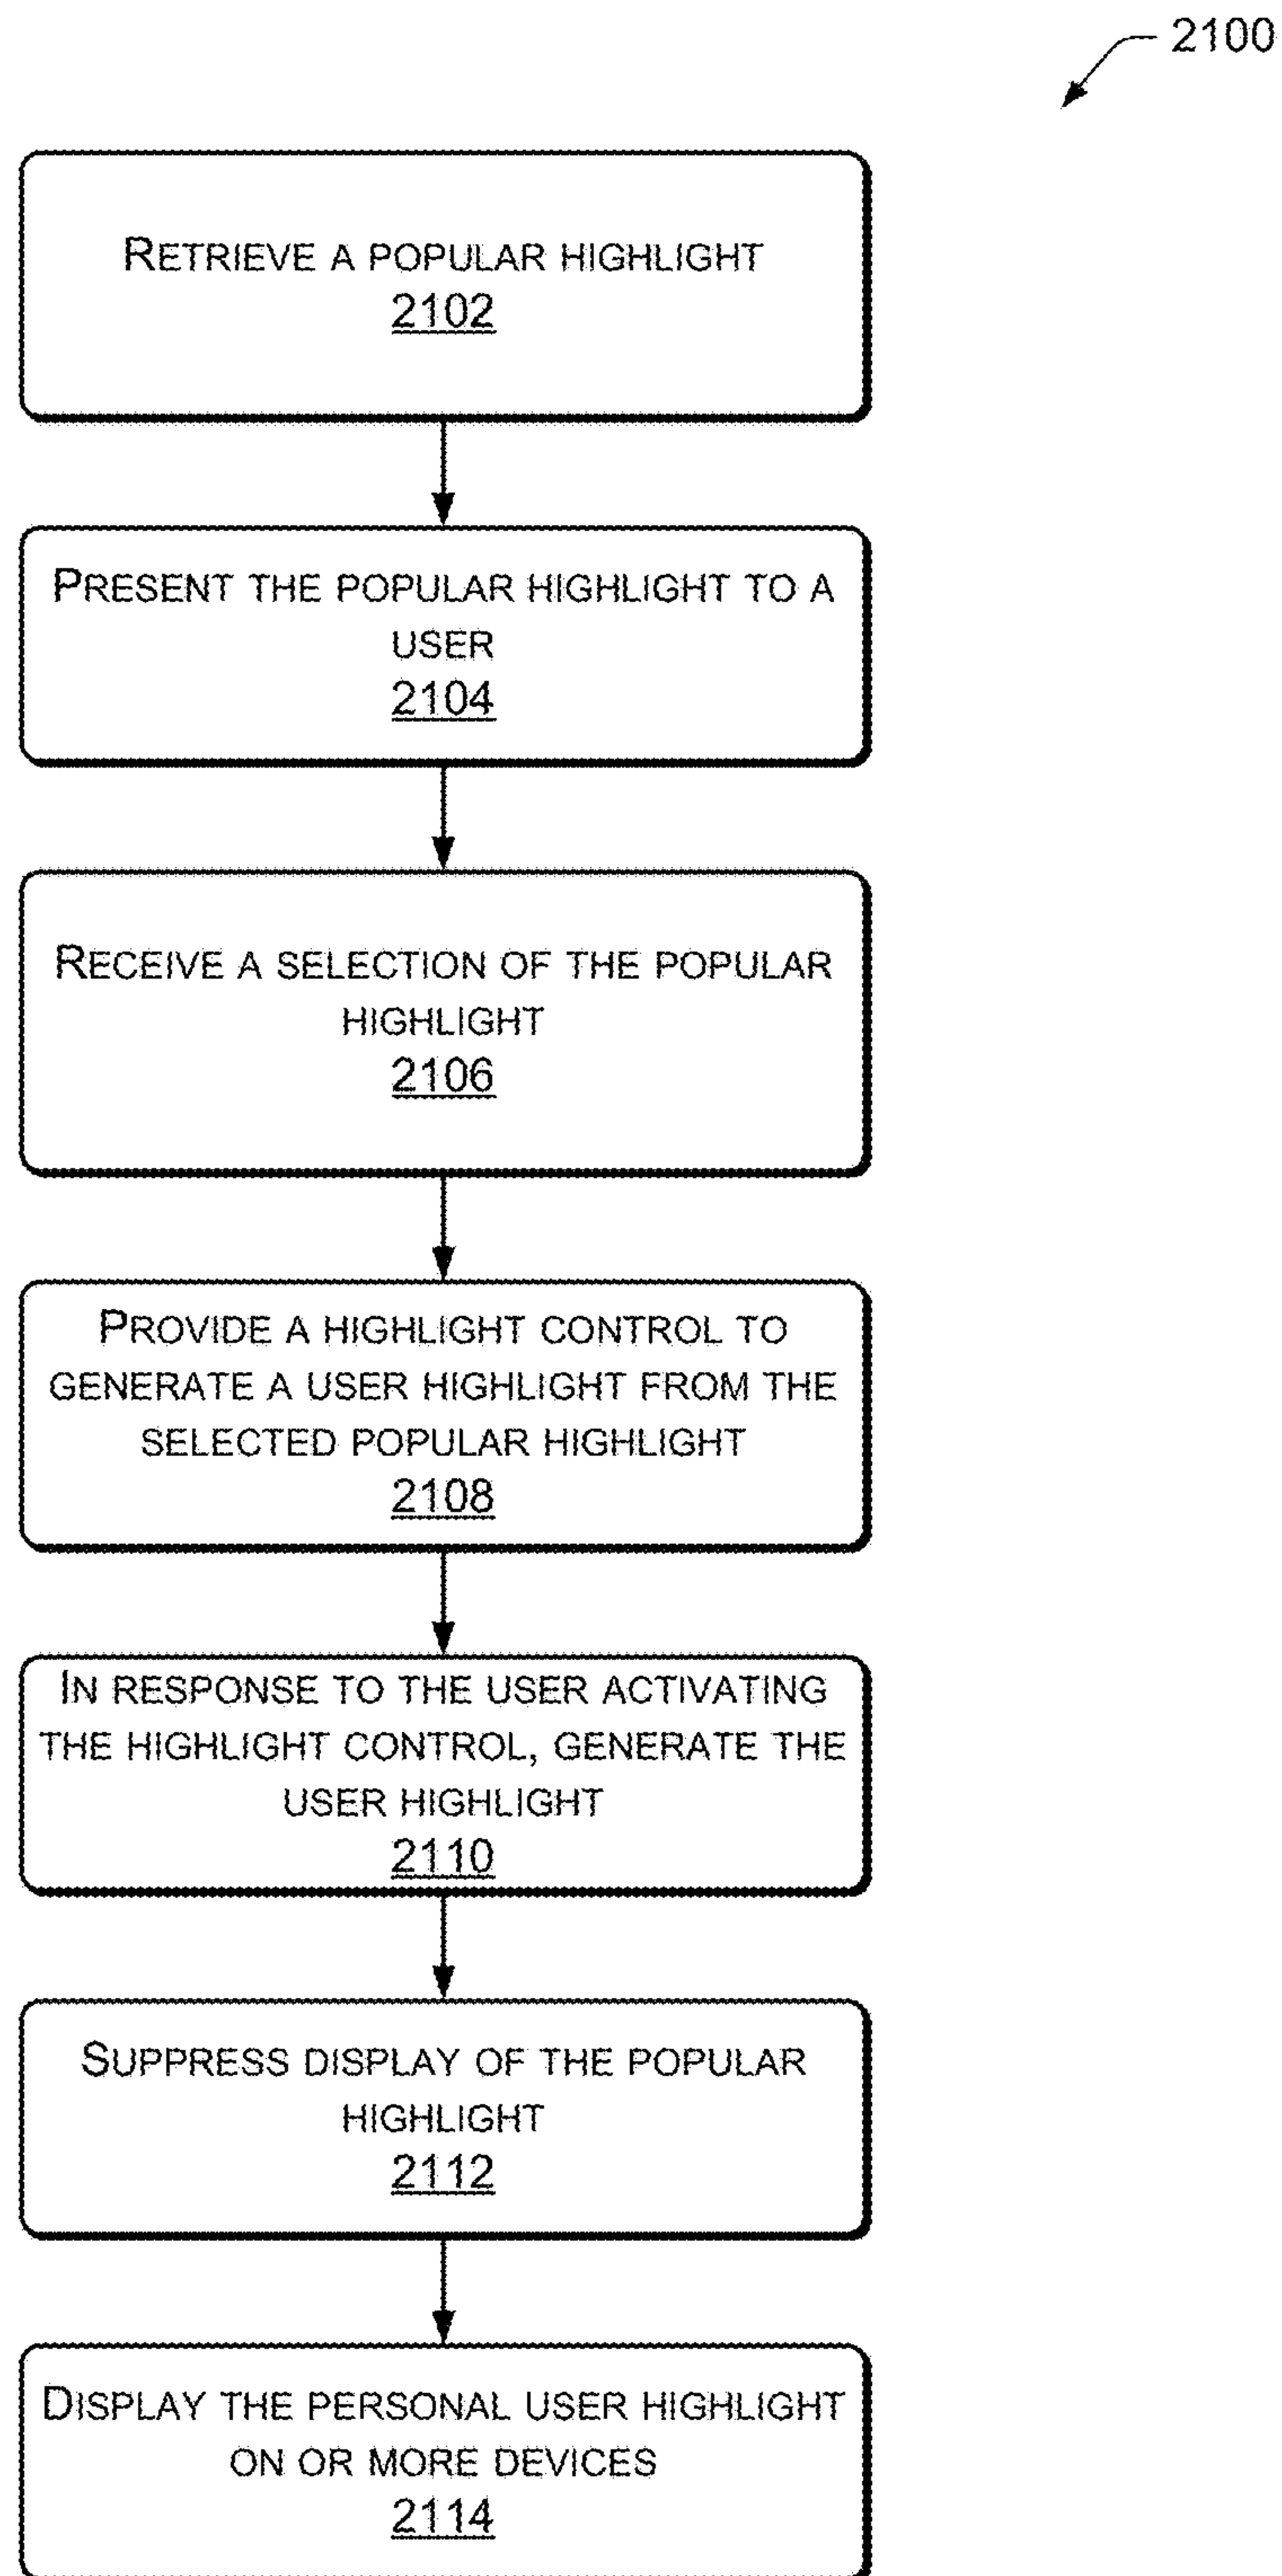 2100
RETRIEVE A POPULAR HIGHLIGHT
2102
PRESENT THE POPULAR HIGHLIGHT TO A
USER
2104
RECEIVE A SELECTION OF THE POPULAR
HIGHLIGHT
2106
PROVIDE A HIGHLIGHT CONTROL TO
GENERATE A USER HIGHLIGHT FROM THE
SELECTED POPULAR HIGHLIGHT
2108
IN RESPONSE TO THE USER ACTIVATING
THE HIGHLIGHT CONTROL, GENERATE THE
USER HIGHLIGHT
2110
SUPPRESS DISPLAY OF THE POPULAR
HIGHLIGHT
2112
DISPLAY THE PERSONAL USER HIGHLIGHT
ON OR MORE DEVICES
2114